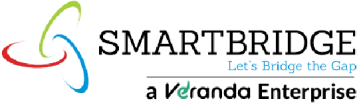 SMARTBRIDGE
Let's Bridge the Gap
a Veranda Enterprise